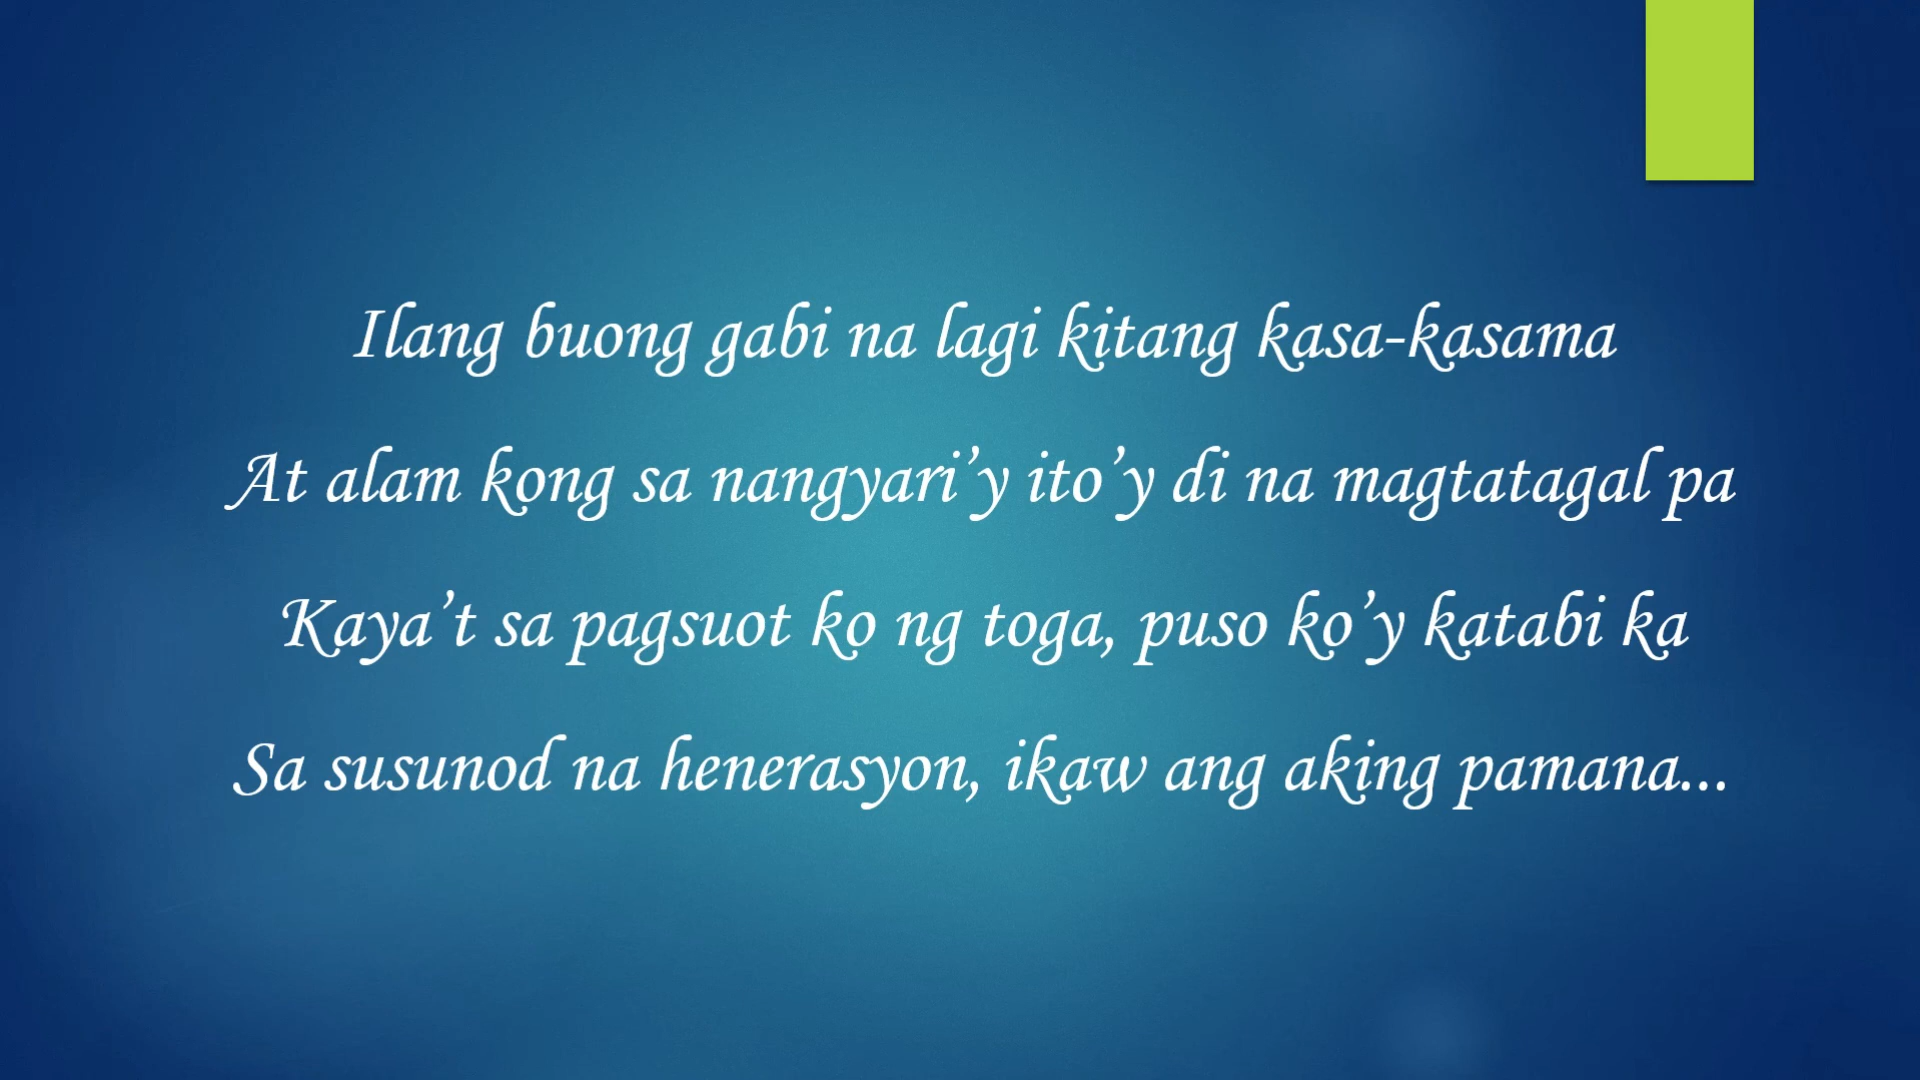 Ilang buong gabi na lagi kitang kasa-kasama
At alam kong sa nangyari’y ito’y di na magtatagal pa
Kaya’t sa pagsuot ko ng toga, puso ko’y katabi ka
Sa susunod na henerasyon, ikaw ang aking pamana...